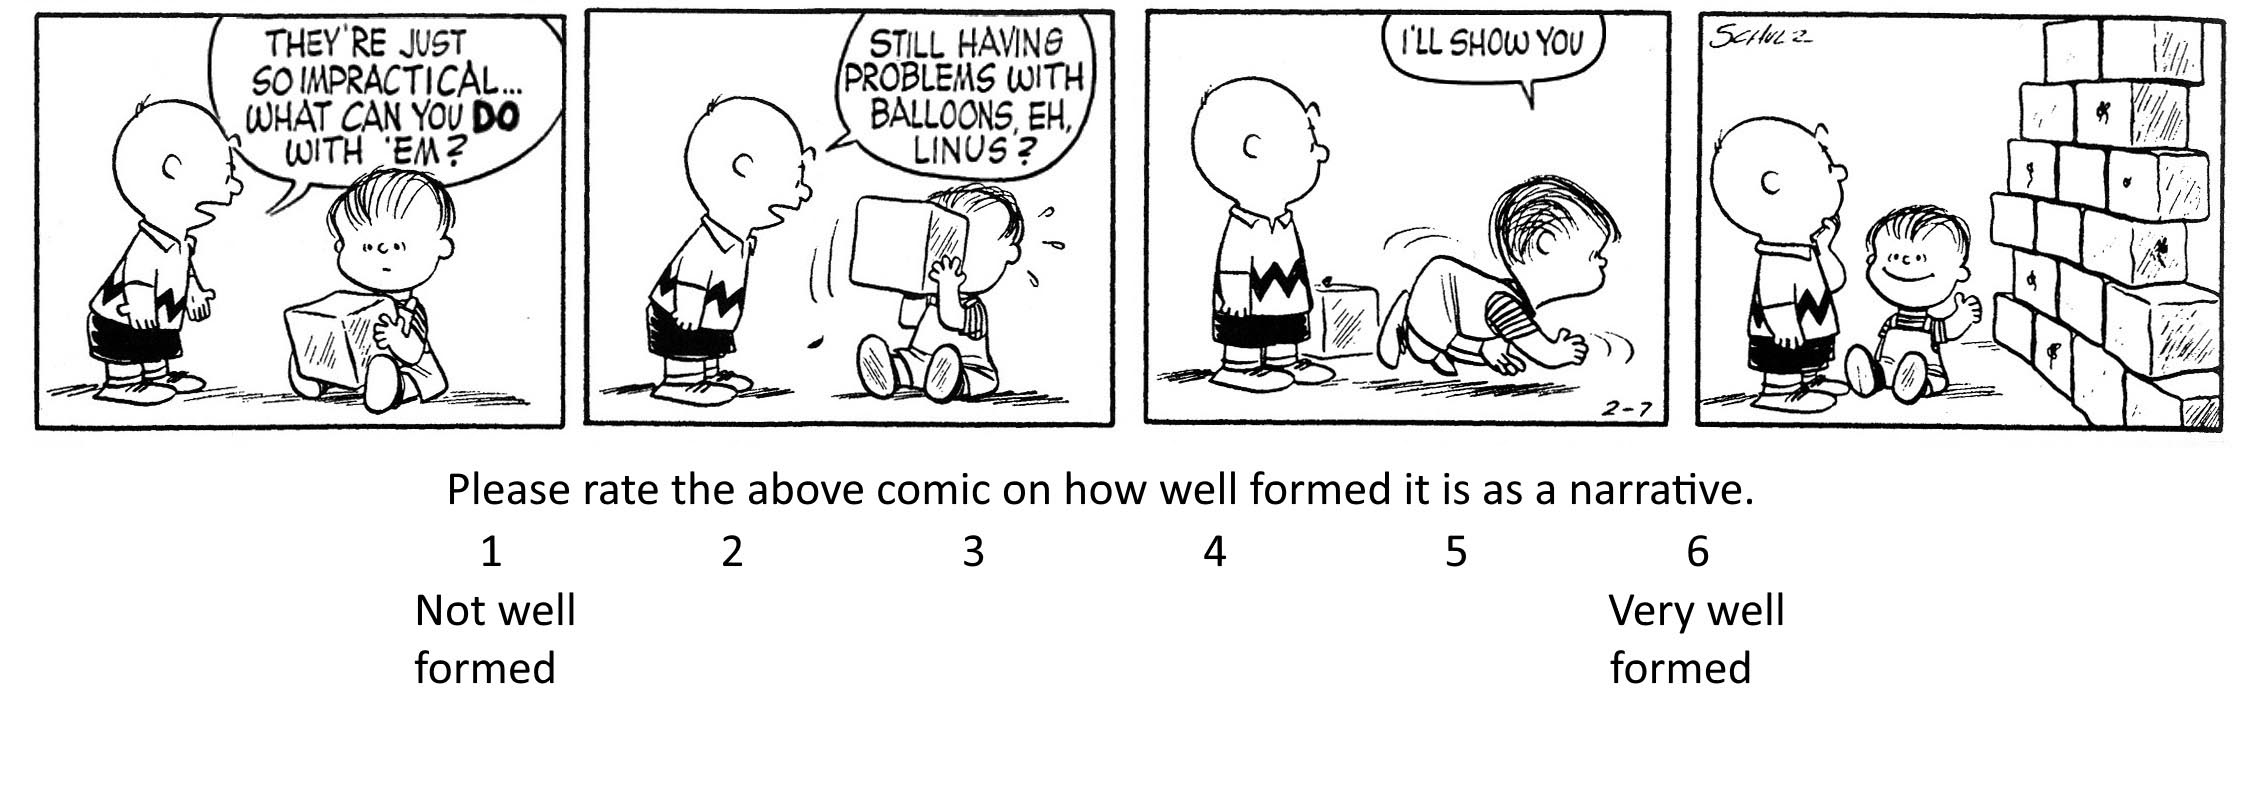 THEY'RE JUST
SO IMPRACTICAL...
WHAT CAN YOU DO
WITH 'EM?
STILL HAVING
PROBLEMS WITH
BALLOONS, EH,
LINUS?
I'LL SHOW YOU
2-7
SCHULZ
Please rate the above comic on how well formed it is as a narrative.
1 2 3 4 5 6
Not well
formed
Very well
formed